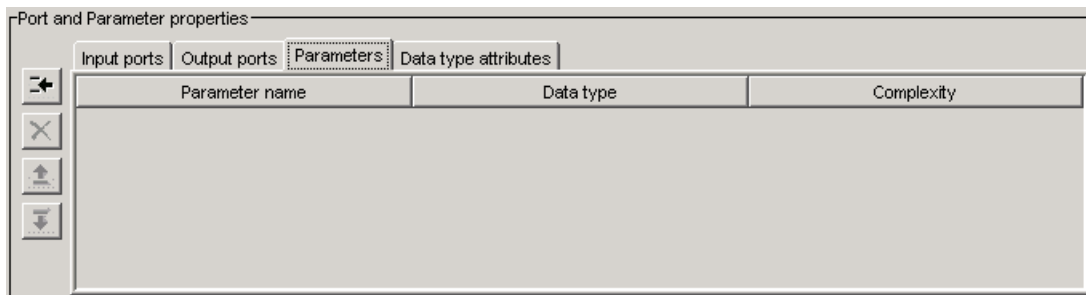 Port and Parameter properties
Input ports Output ports Parameters Data type attributes
Parameter name Data type Complexity